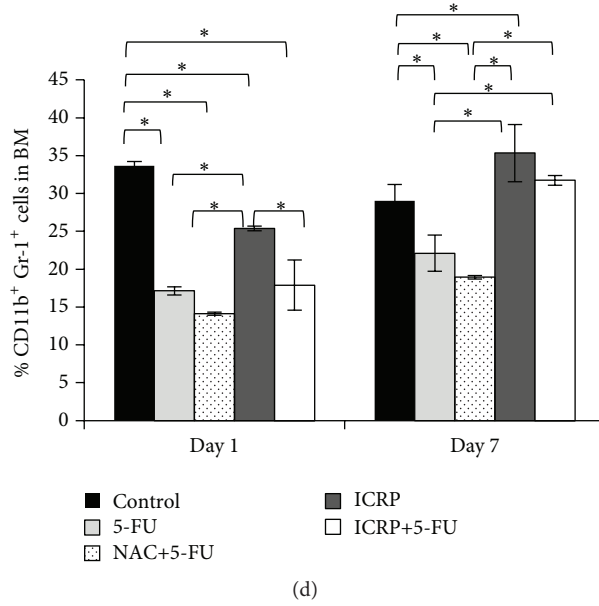 *
*
*
*
*
*
*
*
*
*
*
*
*
*
% CD11b+ Gr-1+ cells in BM
45
40
35
30
25
20
15
10
5
0
Day 1
Day 7
Control
ICRP
5-FU
ICRP+5-FU
NAC+5-FU
(d)